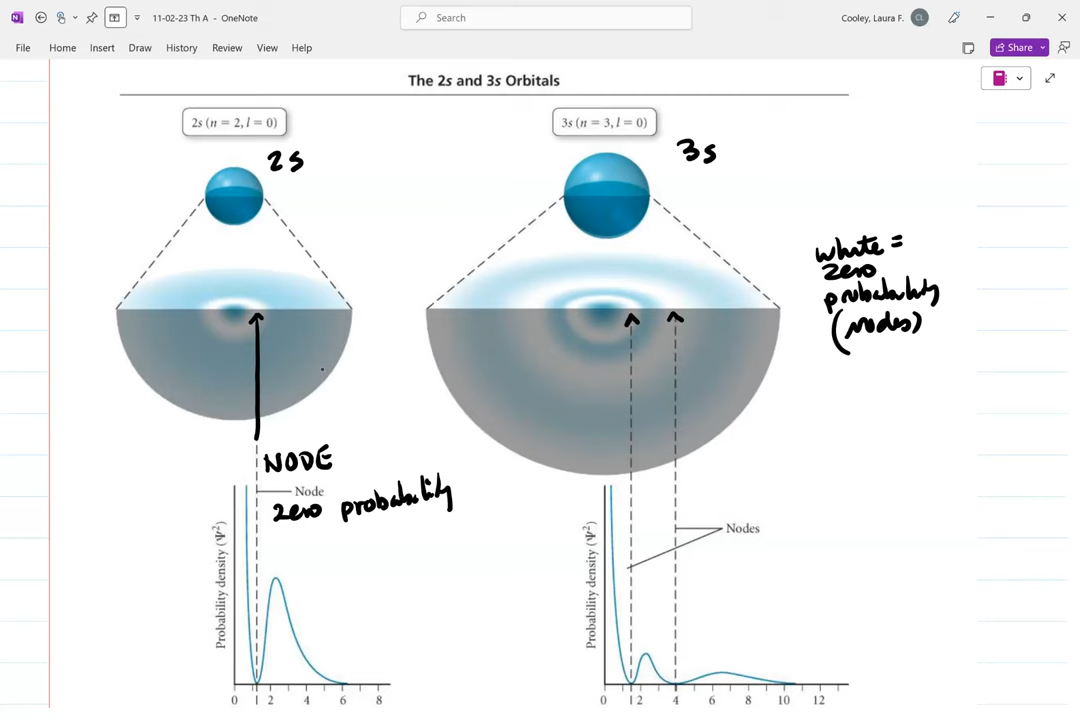 11-02-23 Th A - OneNote
Search
Cooley, Laura F.
CL
File Home Insert Draw History Review View Help
Share
The 2s and 3s Orbitals
2s (n = 2, l = 0)
3s (n = 3, l = 0)
2s
3s
white =
zero
probability
(nodes)
NODE
Node
zero probability
Nodes
Probability density (Ψ²)
Probability density (Ψ²)
0 2 4 6 8
0 2 4 6 8 10 12